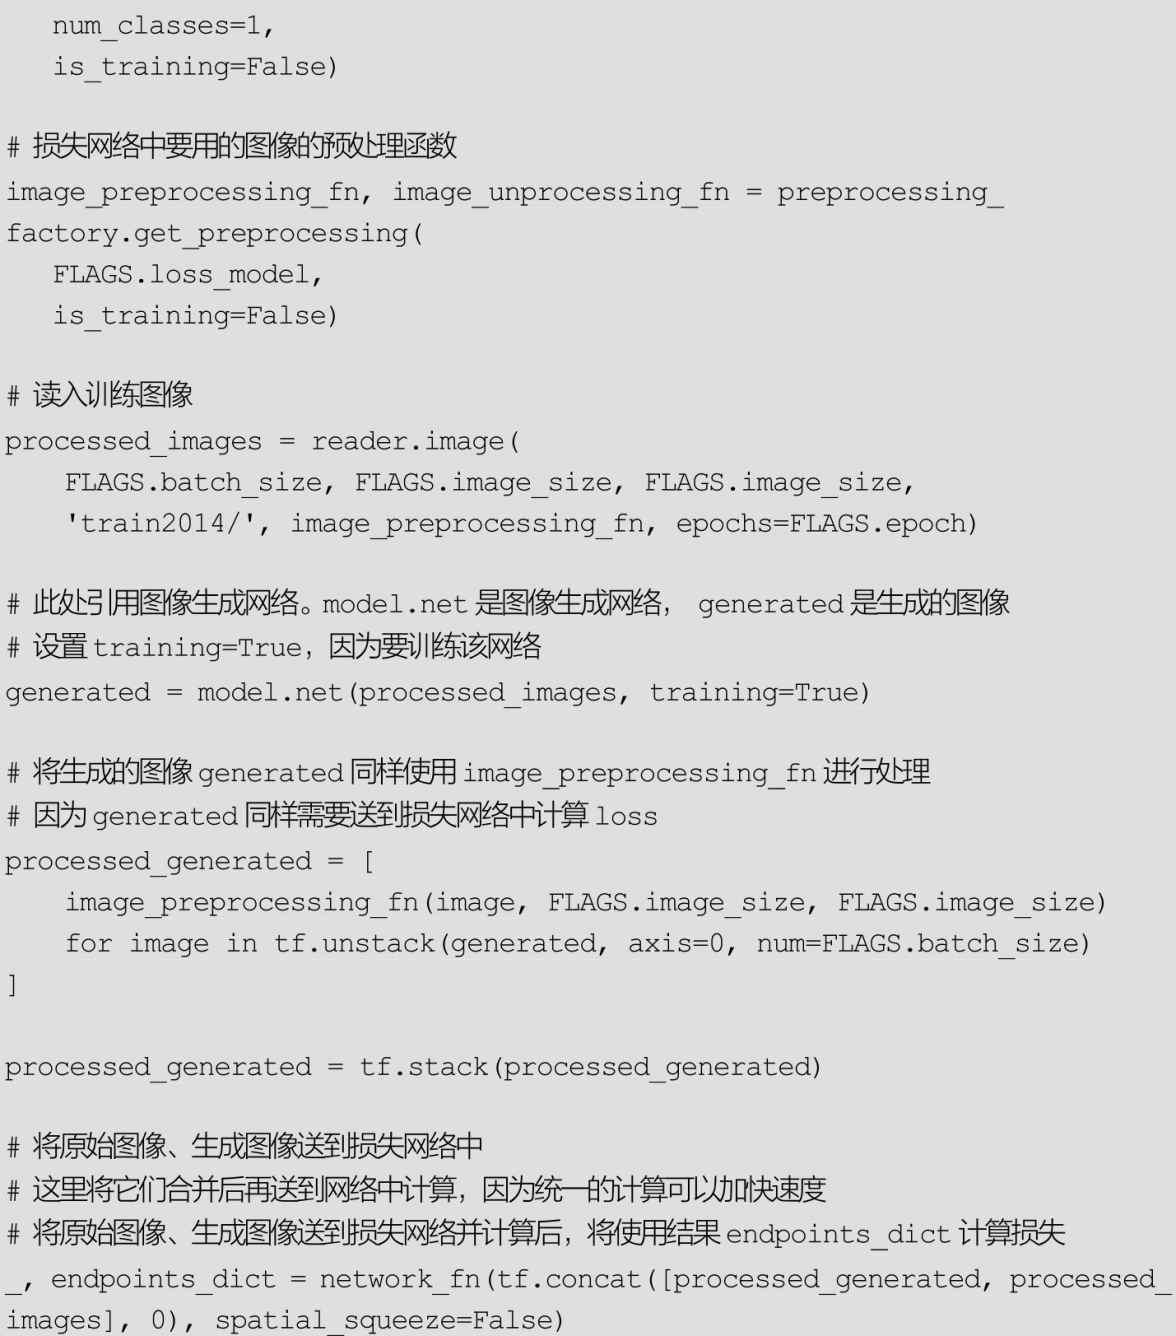 num_classes=1,
is_training=False)
# 损失网络中要用的图像的预处理函数
image_preprocessing_fn, image_unprocessing_fn = preprocessing_
factory.get_preprocessing(
FLAGS.loss_model,
is_training=False)
# 读入训练图像
processed_images = reader.image(
FLAGS.batch_size, FLAGS.image_size, FLAGS.image_size,
'train2014/', image_preprocessing_fn, epochs=FLAGS.epoch)
# 此处引用图像生成网络。model.net 是图像生成网络, generated 是生成的图像
# 设置 training=True, 因为要训练该网络
generated = model.net(processed_images, training=True)
# 将生成的图像 generated 同样使用 image_preprocessing_fn 进行处理
# 因为 generated 同样需要送到损失网络中计算 loss
processed_generated = [
image_preprocessing_fn(image, FLAGS.image_size, FLAGS.image_size)
for image in tf.unstack(generated, axis=0, num=FLAGS.batch_size)
]
processed_generated = tf.stack(processed_generated)
# 将原始图像、生成图像送到损失网络中
# 这里将它们合并后再送到网络中计算,因为统一的计算可以加快速度
# 将原始图像、生成图像送到损失网络并计算后,将使用结果 endpoints_dict 计算损失
_, endpoints_dict = network_fn(tf.concat([processed_generated, processed_
images], 0), spatial_squeeze=False)